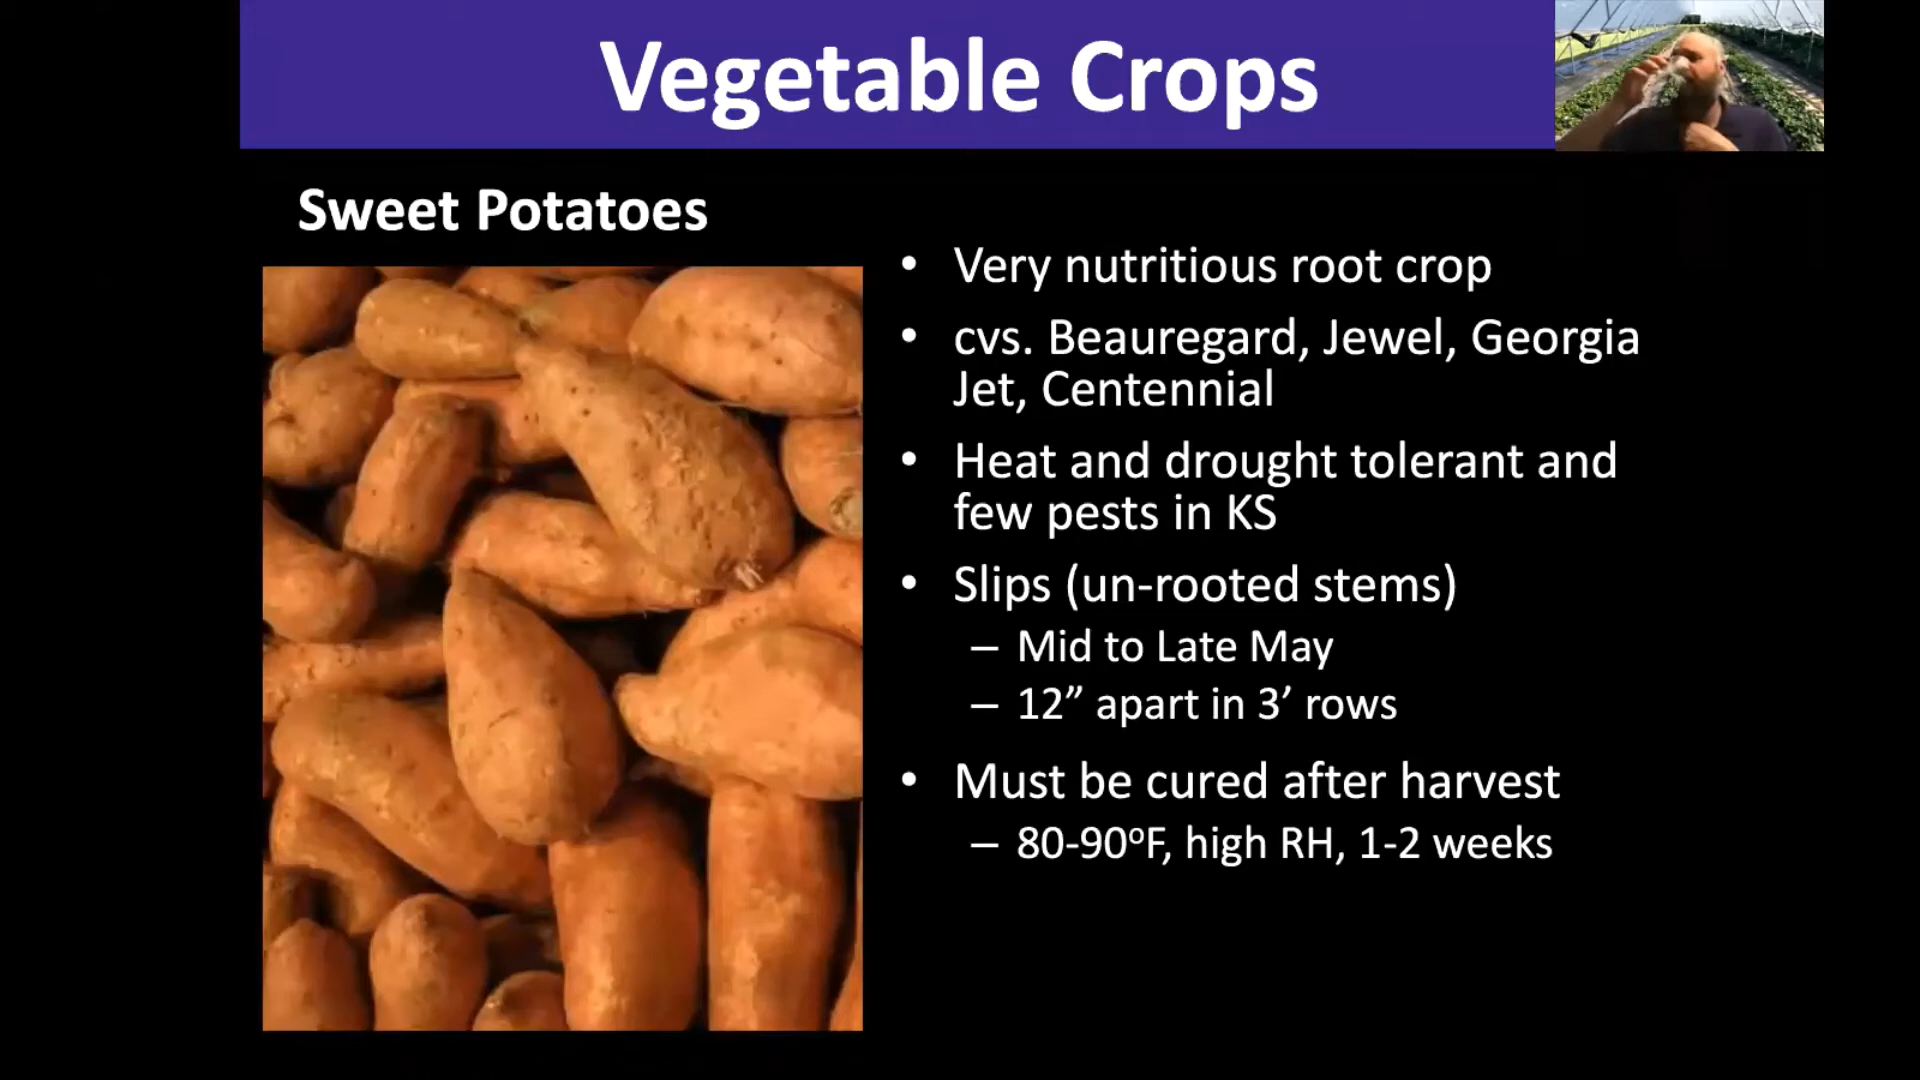 Vegetable Crops
Sweet Potatoes
• Very nutritious root crop
• cvs. Beauregard, Jewel, Georgia
Jet, Centennial
• Heat and drought tolerant and
few pests in KS
• Slips (un-rooted stems)
– Mid to Late May
– 12” apart in 3’ rows
• Must be cured after harvest
– 80-90ºF, high RH, 1-2 weeks